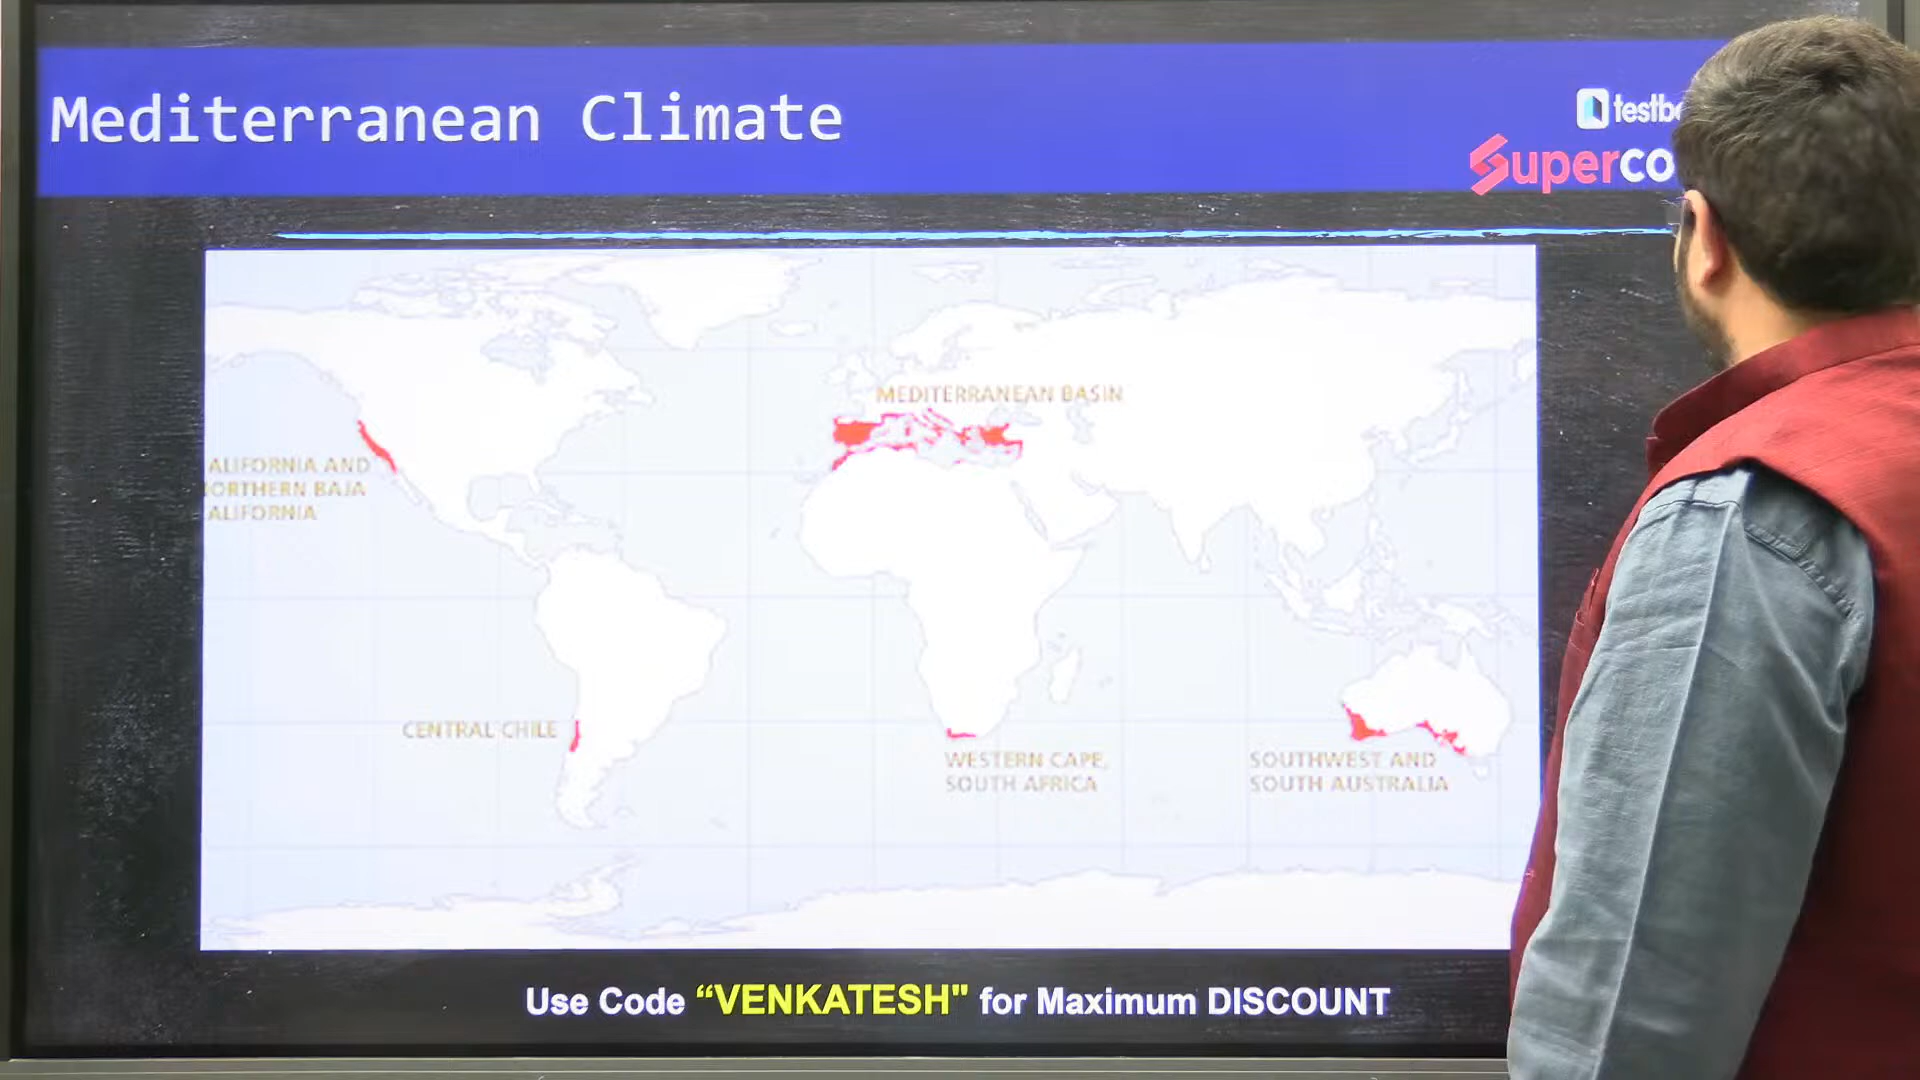 Mediterranean Climate
testbo
Superco
MEDITERRANEAN BASIN
ALIFORNIA AND
ORTHERN BAJA
ALIFORNIA
CENTRAL CHILE
WESTERN CAPE,
SOUTH AFRICA
SOUTHWEST AND
SOUTH AUSTRALIA
Use Code “VENKATESH" for Maximum DISCOUNT